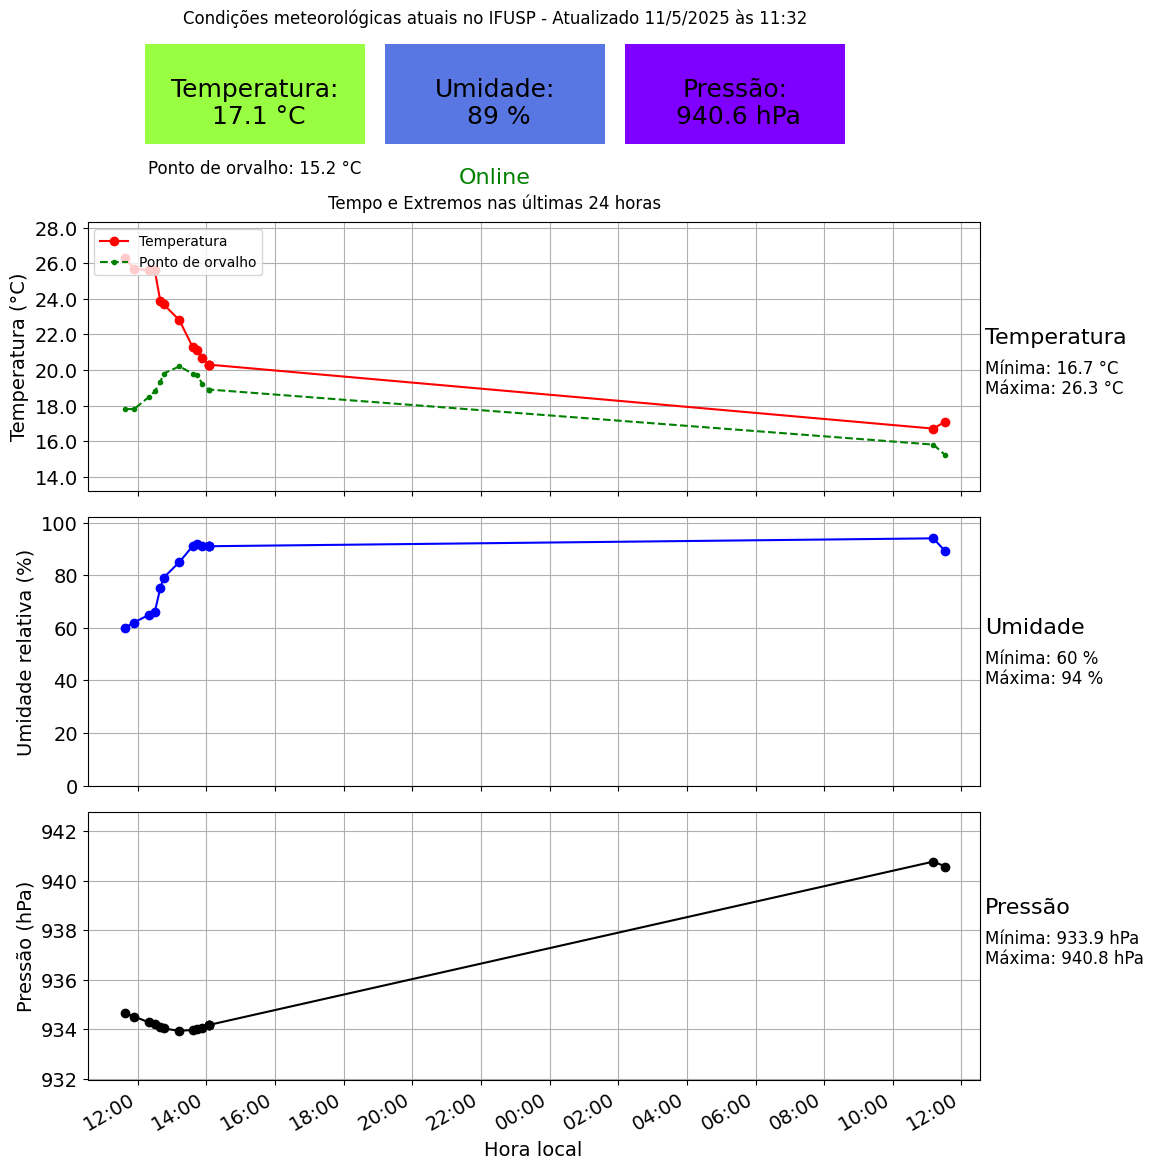 Condições meteorológicas atuais no IFUSP - Atualizado 11/5/2025 às 11:32
Temperatura:
17.1 °C
Umidade:
89 %
Pressão:
940.6 hPa
Ponto de orvalho: 15.2 °C
Online
Tempo e Extremos nas últimas 24 horas
Temperatura
Ponto de orvalho
28.0
26.0
24.0
22.0
20.0
18.0
16.0
14.0
Temperatura (°C)
Temperatura
Mínima: 16.7 °C
Máxima: 26.3 °C
100
80
60
40
20
0
Umidade relativa (%)
Umidade
Mínima: 60 %
Máxima: 94 %
942
940
938
936
934
932
Pressão (hPa)
Pressão
Mínima: 933.9 hPa
Máxima: 940.8 hPa
12:00
14:00
16:00
18:00
20:00
22:00
00:00
02:00
04:00
06:00
08:00
10:00
12:00
Hora local